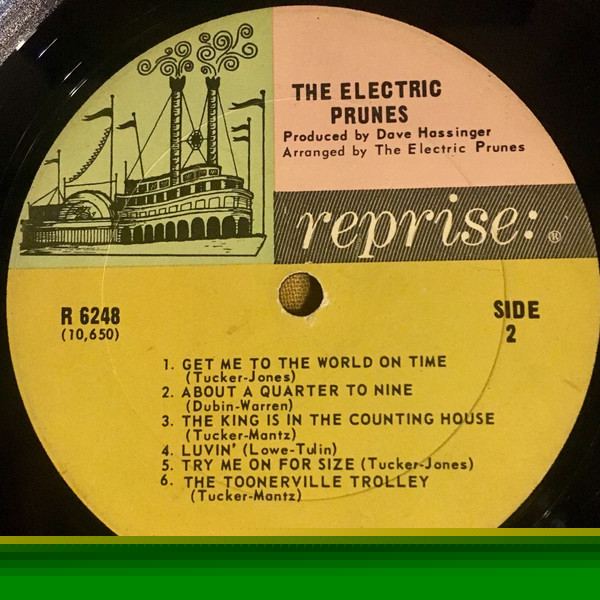 THE ELECTRIC
PRUNES
Produced by Dave Hassinger
Arranged by The Electric Prunes
reprise: ®
R 6248
(10,650)
SIDE
2
1. GET ME TO THE WORLD ON TIME
(Tucker-Jones)
2. ABOUT A QUARTER TO NINE
(Dubin-Warren)
3. THE KING IS IN THE COUNTING HOUSE
(Tucker-Mantz)
4. LUVIN' (Lowe-Tulin)
5. TRY ME ON FOR SIZE (Tucker-Jones)
6. THE TOONERVILLE TROLLEY
(Tucker-Mantz)